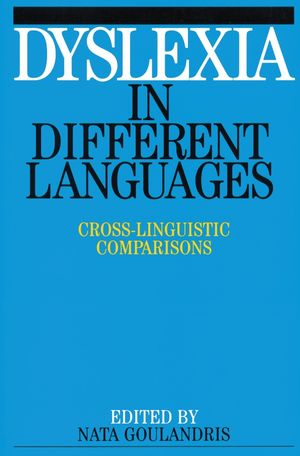 DYSLEXIA
IN
DIFFERENT
LANGUAGES
CROSS-LINGUISTIC
COMPARISONS
EDITED BY
NATA GOULANDRIS